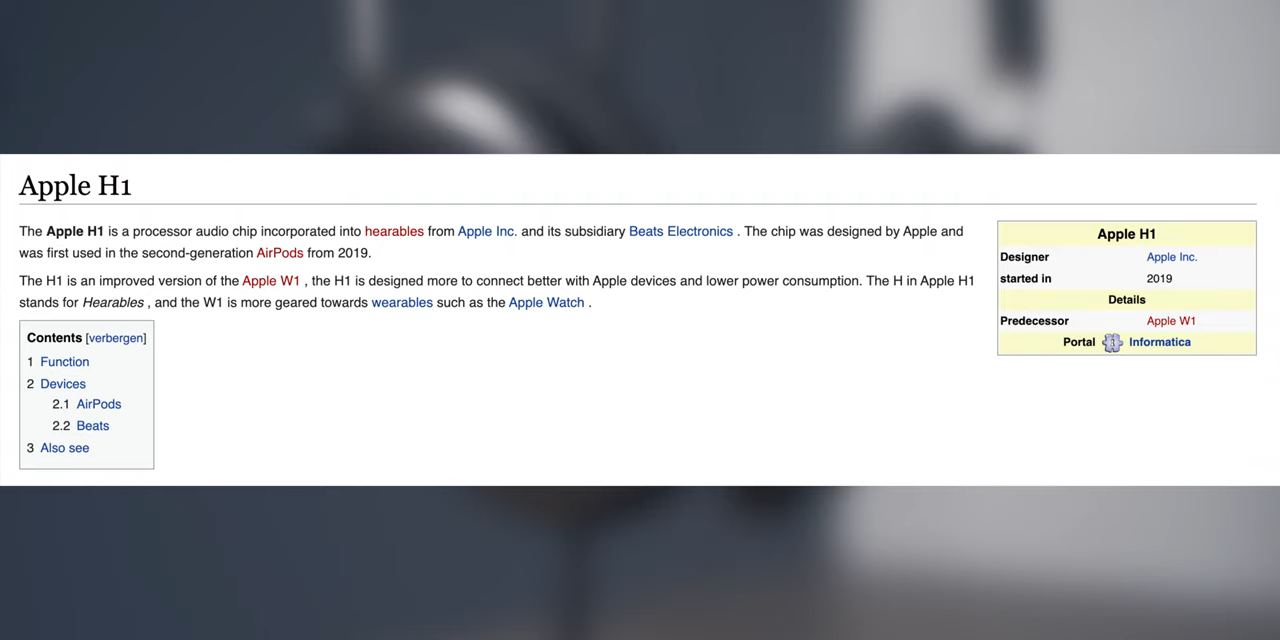 Apple H1
The Apple H1 is a processor audio chip incorporated into hearables from Apple Inc. and its subsidiary Beats Electronics . The chip was designed by Apple and
was first used in the second-generation AirPods from 2019.
The H1 is an improved version of the Apple W1 , the H1 is designed more to connect better with Apple devices and lower power consumption. The H in Apple H1
stands for Hearables , and the W1 is more geared towards wearables such as the Apple Watch .
Contents [verbergen]
1 Function
2 Devices
2.1 AirPods
2.2 Beats
3 Also see
Apple H1
Designer Apple Inc.
started in 2019
Details
Predecessor Apple W1
Portal Informatica